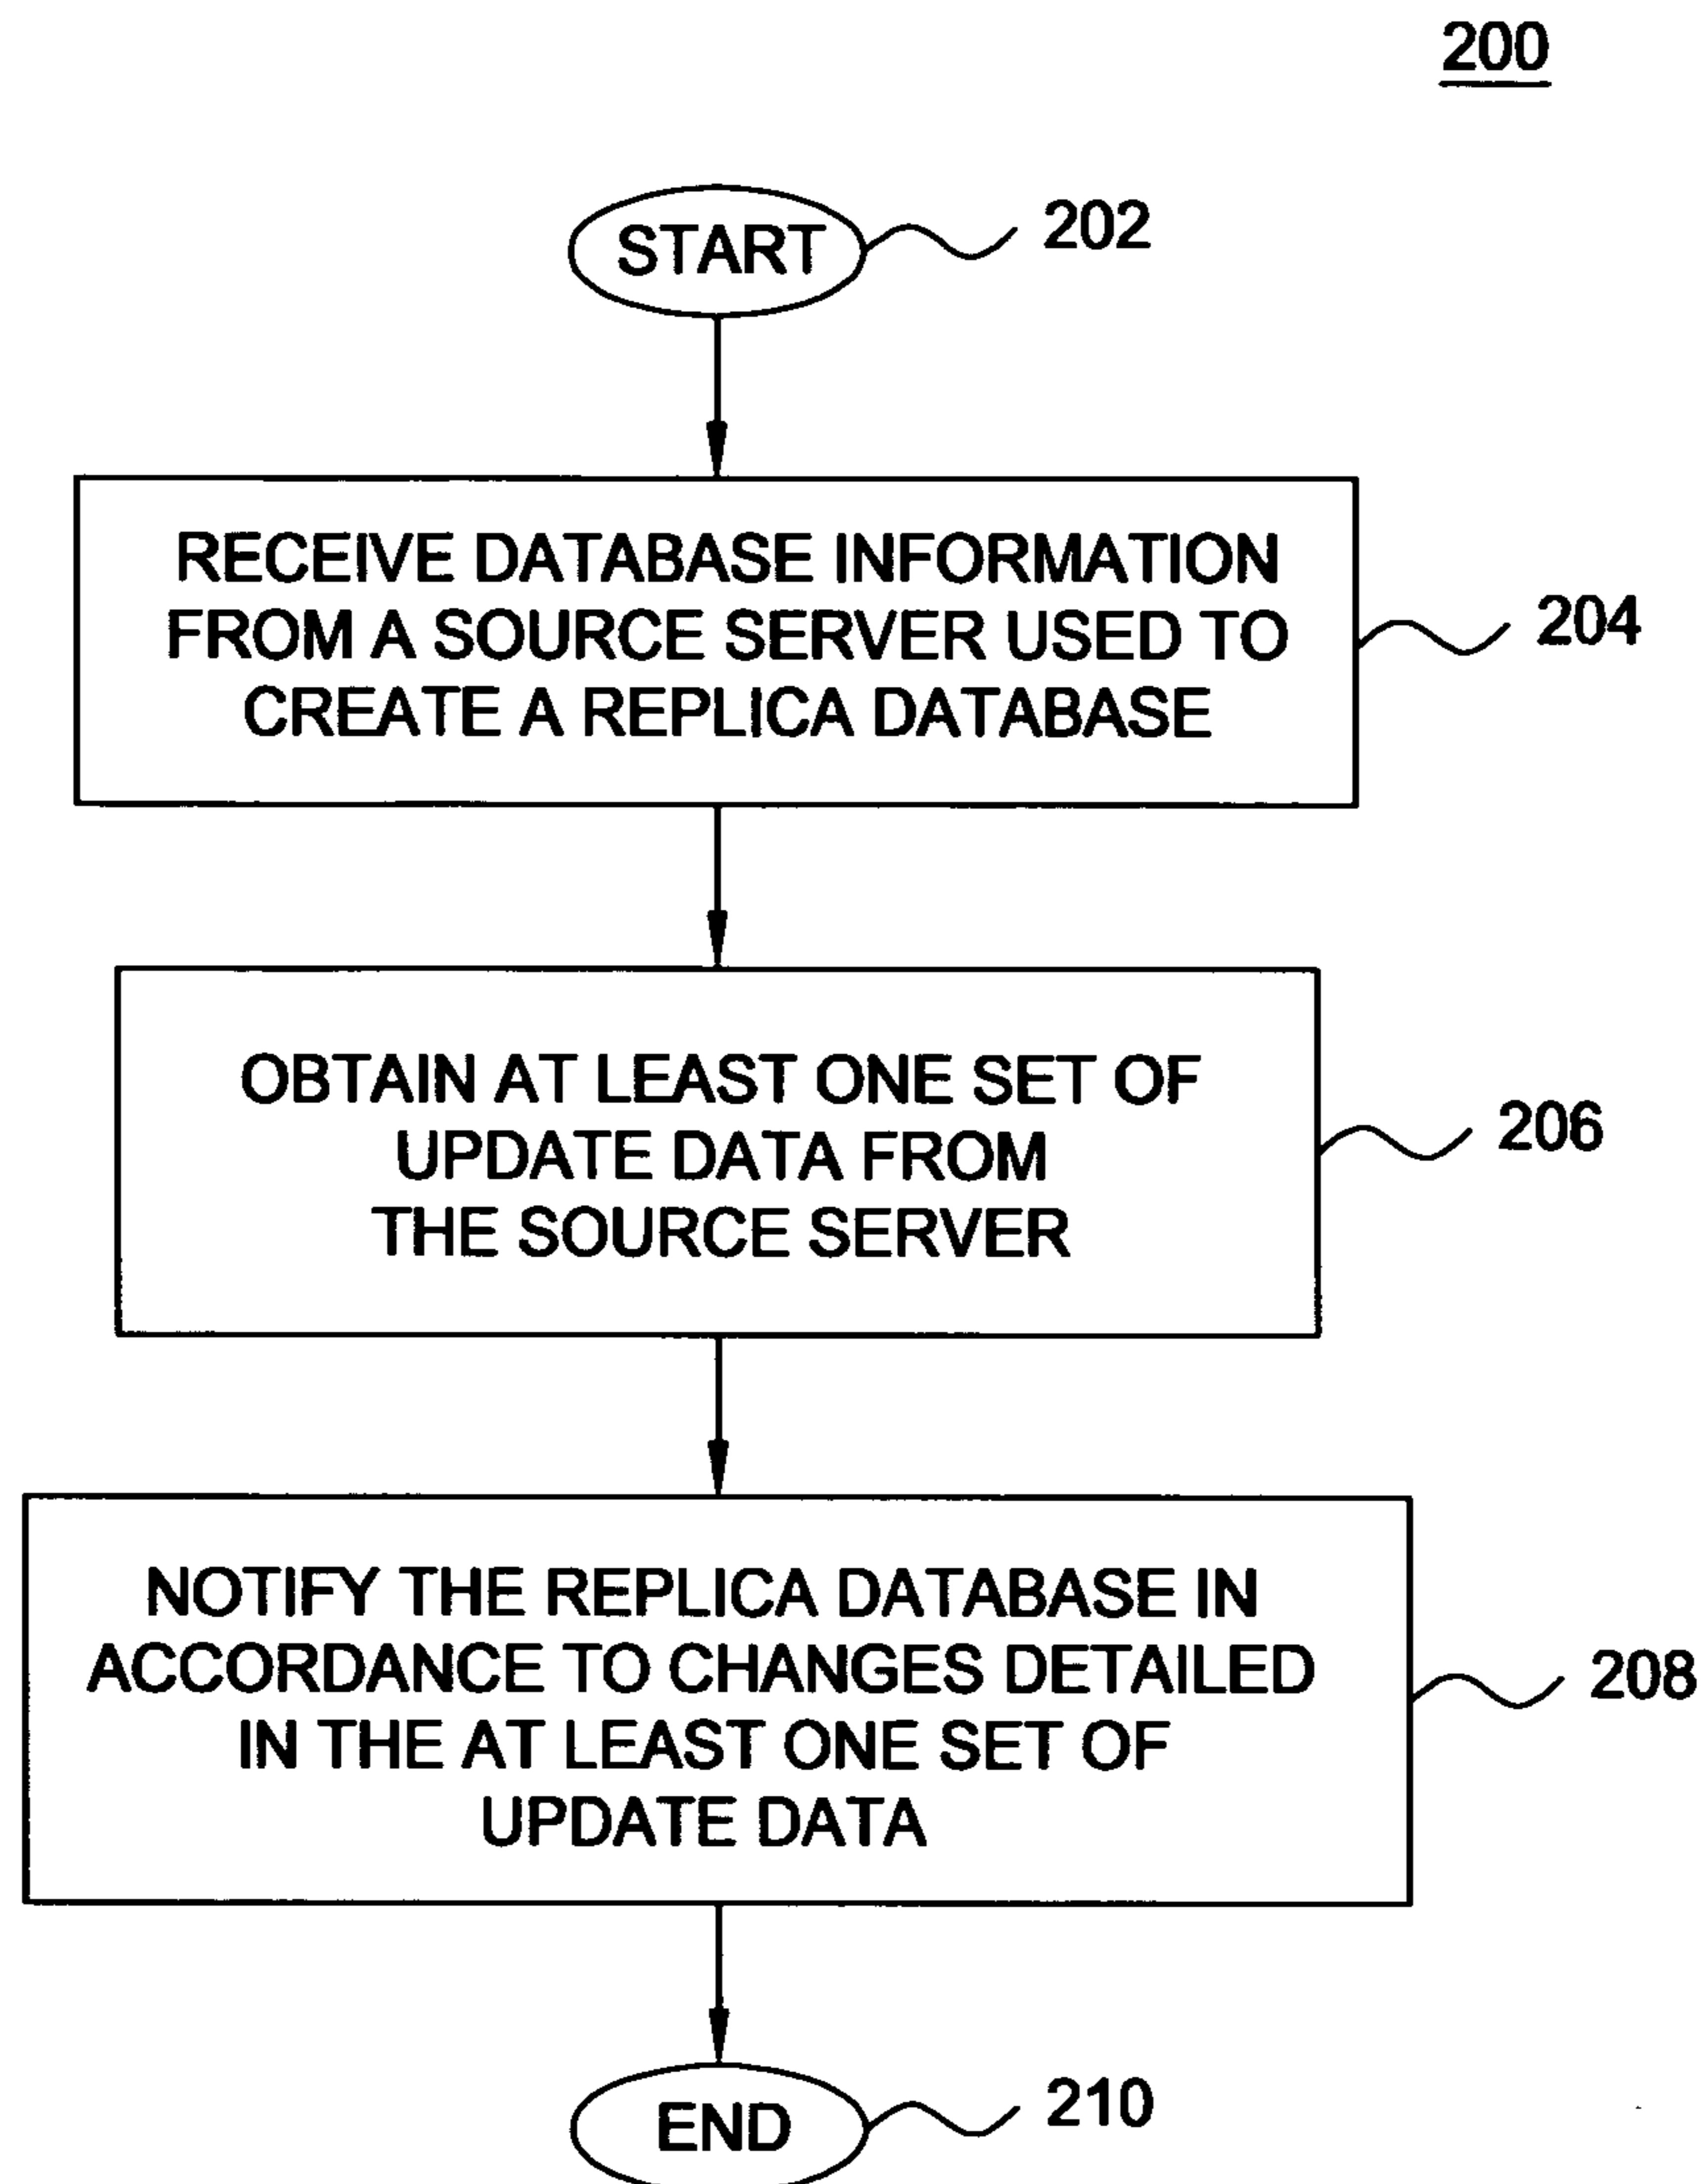 200
START
202
RECEIVE DATABASE INFORMATION
FROM A SOURCE SERVER USED TO
CREATE A REPLICA DATABASE
204
OBTAIN AT LEAST ONE SET OF
UPDATE DATA FROM
THE SOURCE SERVER
206
NOTIFY THE REPLICA DATABASE IN
ACCORDANCE TO CHANGES DETAILED
IN THE AT LEAST ONE SET OF
UPDATE DATA
208
END
210